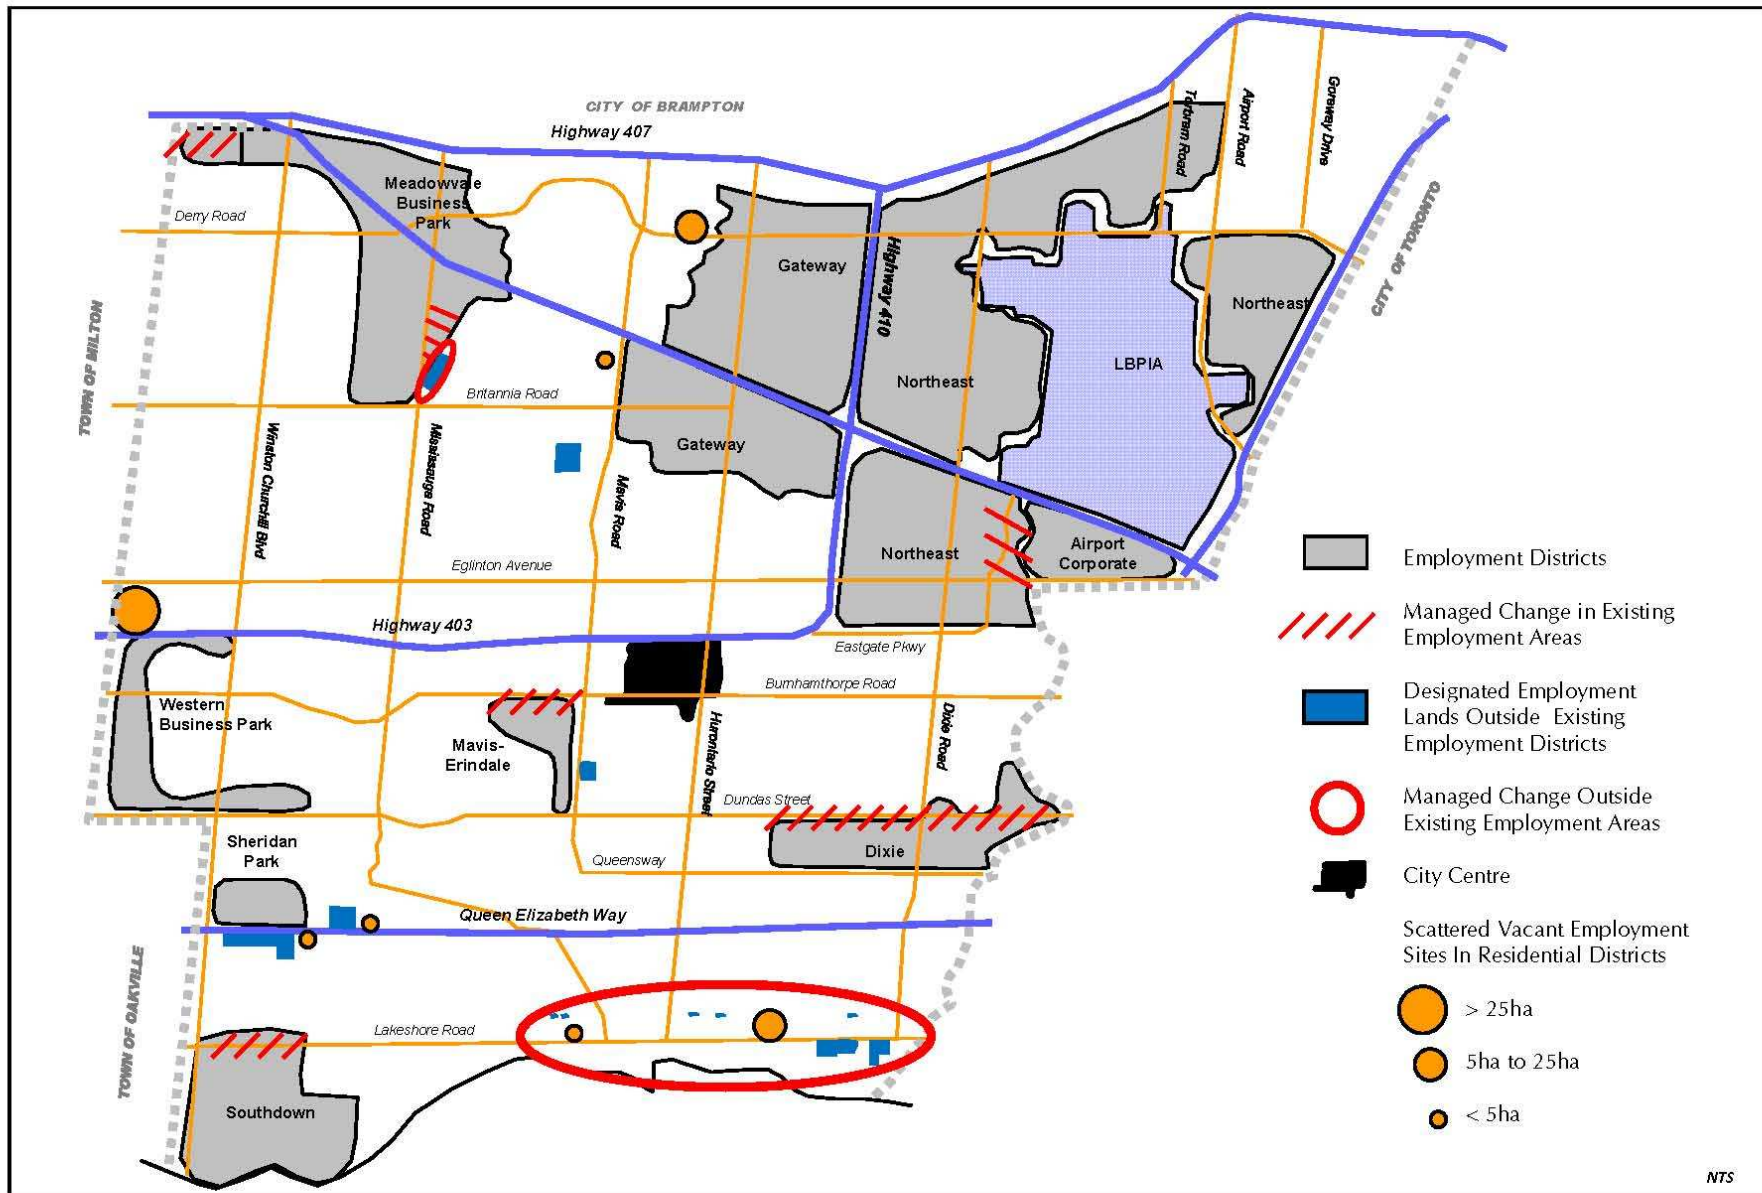 CITY OF BRAMPTON
Highway 407
Torbram Road
Airport Road
Goreway Drive
CITY OF TORONTO
Meadowvale
Business
Park
Derry Road
Gateway
Highway 410
Northeast
TOWN OF MILTON
Northeast
LBPIA
Britannia Road
Winston Churchill Blvd
Mississauga Road
Gateway
Mavis Road
Northeast
Airport
Corporate
Eglinton Avenue
Highway 403
Eastgate Pkwy
Burnhamthorpe Road
Western
Business Park
Mavis-
Erindale
Hurontario Street
Dixie Road
Dundas Street
Sheridan
Park
Queensway
Dixie
Queen Elizabeth Way
TOWN OF OAKVILLE
Lakeshore Road
Southdown
Employment Districts
Managed Change in Existing
Employment Areas
Designated Employment
Lands Outside Existing
Employment Districts
Managed Change Outside
Existing Employment Areas
City Centre
Scattered Vacant Employment
Sites In Residential Districts
> 25ha
5ha to 25ha
< 5ha
NTS